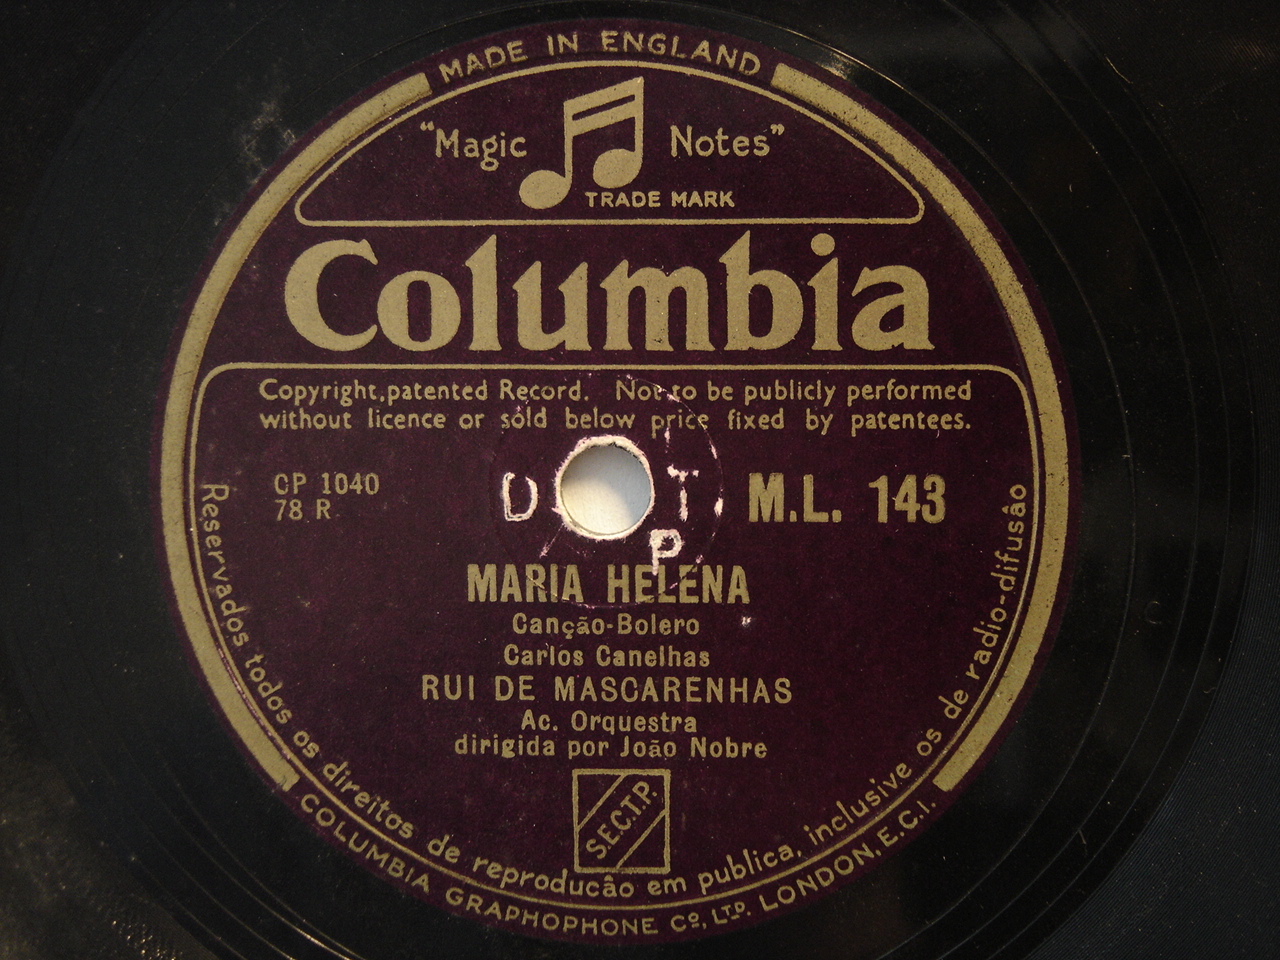 MADE IN ENGLAND
"Magic Notes"
TRADE MARK
Columbia
Copyright, patented Record. Not to be publicly performed
without licence or sold below price fixed by patentees.
CP 1040
78 R
M.L. 143
D T
P
MARIA HELENA
Canção-Bolero
Carlos Canelhas
RUI DE MASCARENHAS
Ac. Orquestra
dirigida por João Nobre
S.E.C.T.P.
Reservados todos os direitos de reproducâo em publica, inclusive os de radio-difusâo
COLUMBIA GRAPHOPHONE Co, LTD. LONDON, E.C.I.